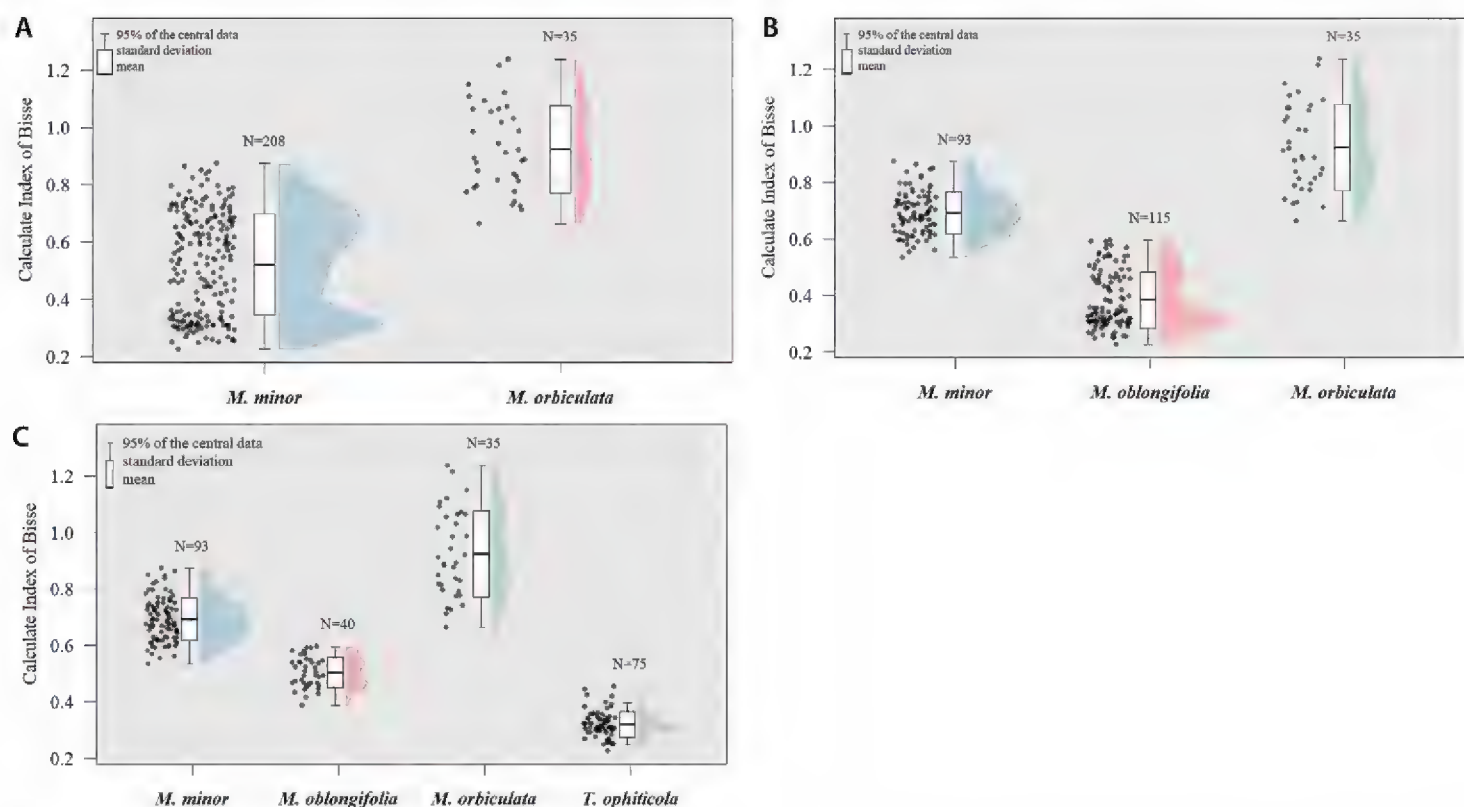 A
95% of the central data
standard deviation
mean
N=208
N=35
Calculate Index of Bisse
1.2
1.0
0.8
0.6
0.4
0.2
M. minor
M. orbiculata
B
95% of the central data
standard deviation
mean
N=93
N=115
N=35
Calculate Index of Bisse
1.2
1.0
0.8
0.6
0.4
0.2
M. minor
M. oblongifolia
M. orbiculata
C
95% of the central data
standard deviation
mean
N=93
N=40
N=35
N=75
Calculate Index of Bisse
1.2
1.0
0.8
0.6
0.4
0.2
M. minor
M. oblongifolia
M. orbiculata
T. ophiticola